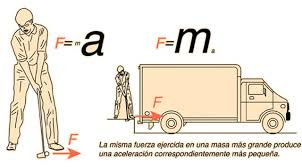 F=ma
F=ma
F
F
La misma fuerza ejercida en una masa más grande produce
una aceleración correspondientemente más pequeña.